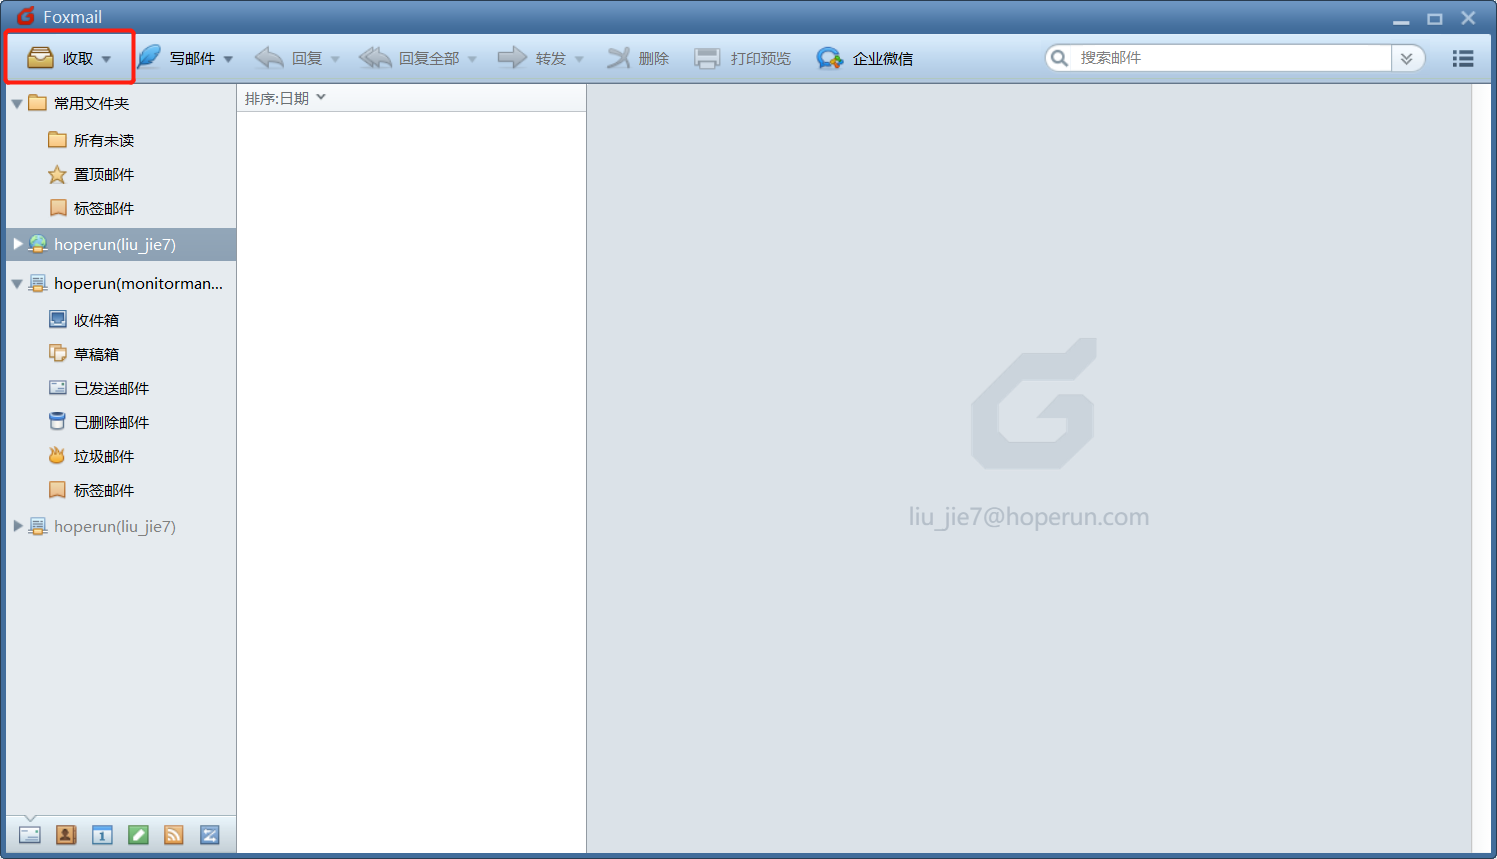 Foxmail
收取 写邮件 回复 回复全部 转发 删除 打印预览 企业微信 搜索邮件
常用文件夹
排序:日期
所有未读
置顶邮件
标签邮件
hoperun(liu_jie7)
hoperun(monitorman...
收件箱
草稿箱
已发送邮件
已删除邮件
垃圾邮件
标签邮件
hoperun(liu_jie7)
liu_jie7@hoperun.com
1